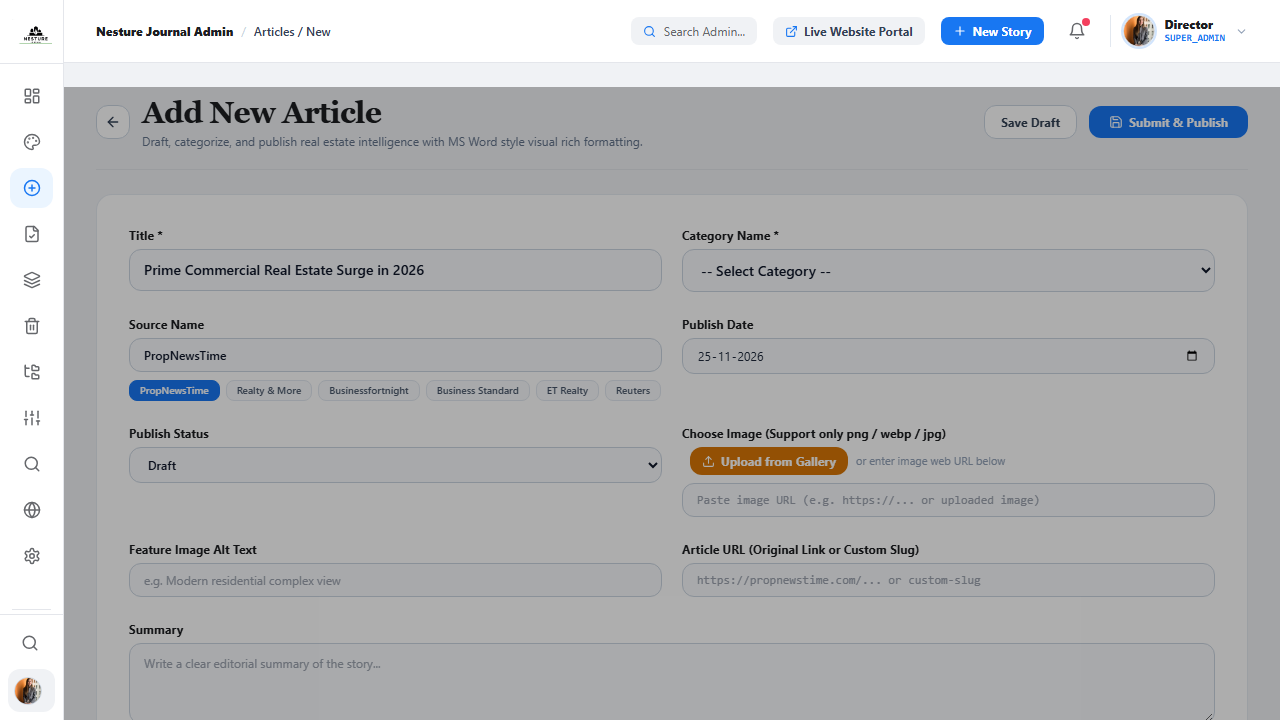 NESTURE
Nesture Journal Admin / Articles / New
Search Admin...
Live Website Portal
+ New Story
Director
SUPER_ADMIN
Add New Article
Draft, categorize, and publish real estate intelligence with MS Word style visual rich formatting.
Save Draft
Submit & Publish
Title *
Prime Commercial Real Estate Surge in 2026
Category Name *
-- Select Category --
Source Name
PropNewsTime
PropNewsTime Realty & More Businessfortnight Business Standard ET Realty Reuters
Publish Date
25-11-2026
Publish Status
Draft
Choose Image (Support only png / webp / jpg)
Upload from Gallery or enter image web URL below
Paste image URL (e.g. https://... or uploaded image)
Feature Image Alt Text
e.g. Modern residential complex view
Article URL (Original Link or Custom Slug)
https://propnewstime.com/... or custom-slug
Summary
Write a clear editorial summary of the story...